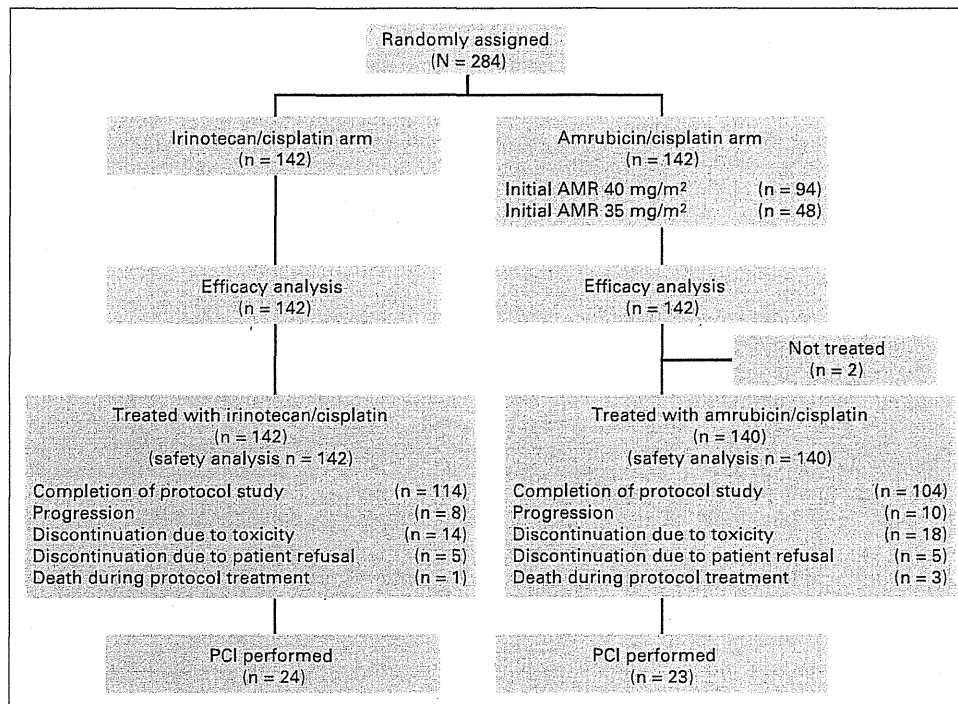 Randomly assigned
(N = 284)
Irinotecan/cisplatin arm
(n = 142)
Amrubicin/cisplatin arm
(n = 142)
Initial AMR 40 mg/m² (n = 94)
Initial AMR 35 mg/m² (n = 48)
Efficacy analysis
(n = 142)
Efficacy analysis
(n = 142)
Not treated
(n = 2)
Treated with irinotecan/cisplatin
(n = 142)
(safety analysis n = 142)
Completion of protocol study (n = 114)
Progression (n = 8)
Discontinuation due to toxicity (n = 14)
Discontinuation due to patient refusal (n = 5)
Death during protocol treatment (n = 1)
Treated with amrubicin/cisplatin
(n = 140)
(safety analysis n = 140)
Completion of protocol study (n = 104)
Progression (n = 10)
Discontinuation due to toxicity (n = 18)
Discontinuation due to patient refusal (n = 5)
Death during protocol treatment (n = 3)
PCI performed
(n = 24)
PCI performed
(n = 23)